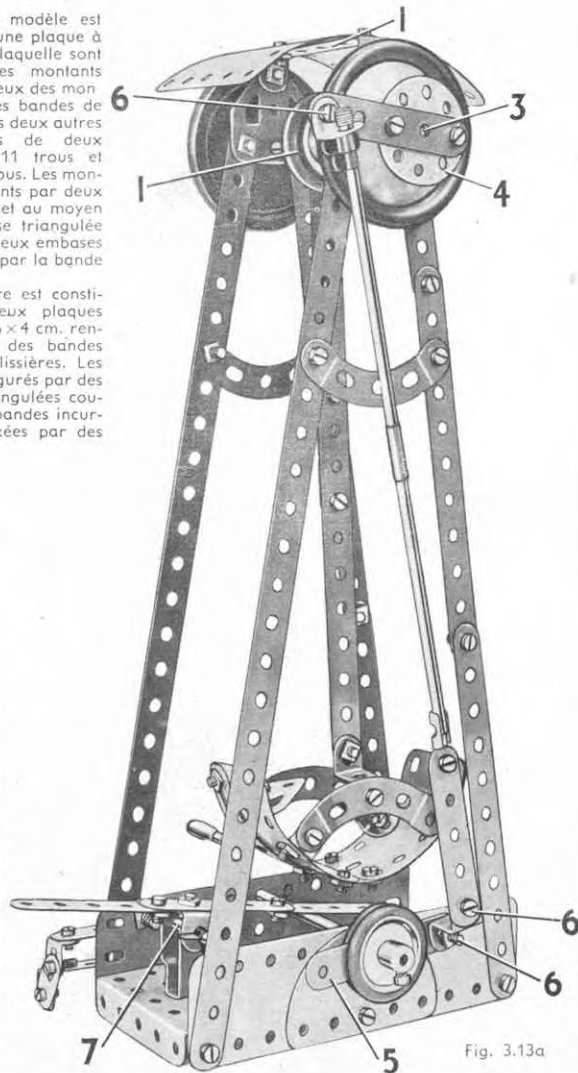 modèle est
une plaque à
laquelle sont
es montants
eux des mon-
es bandes de
s deux autres
s de deux
11 trous et
ous. Les mon-
nts par deux
et au moyen
se triangulée
eux embases
par la bande
re est consti-
eux plaques
× 4 cm. ren-
des bandes
lissières. Les
gurés par des
ngulées cou-
bandes incur-
xées par des
1
6
3
1
4
6
6
7
5
Fig. 3.13a